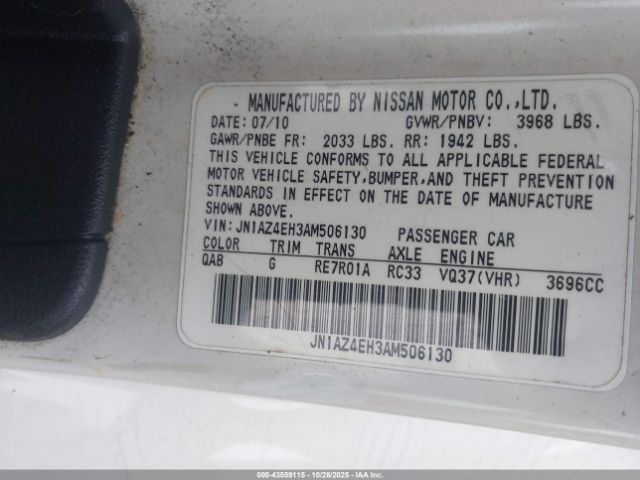 MANUFACTURED BY NISSAN MOTOR CO.,LTD.
DATE: 07/10 GVWR/PNBV: 3968 LBS.
GAWR/PNBE FR: 2033 LBS. RR: 1942 LBS.
THIS VEHICLE CONFORMS TO ALL APPLICABLE FEDERAL
MOTOR VEHICLE SAFETY,BUMPER,AND THEFT PREVENTION
STANDARDS IN EFFECT ON THE DATE OF MANUFACTURE
SHOWN ABOVE.
VIN: JN1AZ4EH3AM506130 PASSENGER CAR
COLOR TRIM TRANS AXLE ENGINE
QAB G RE7R01A RC33 VQ37(VHR) 3696CC
JN1AZ4EH3AM506130
000-43559115 - 10/28/2025 - IAA Inc.